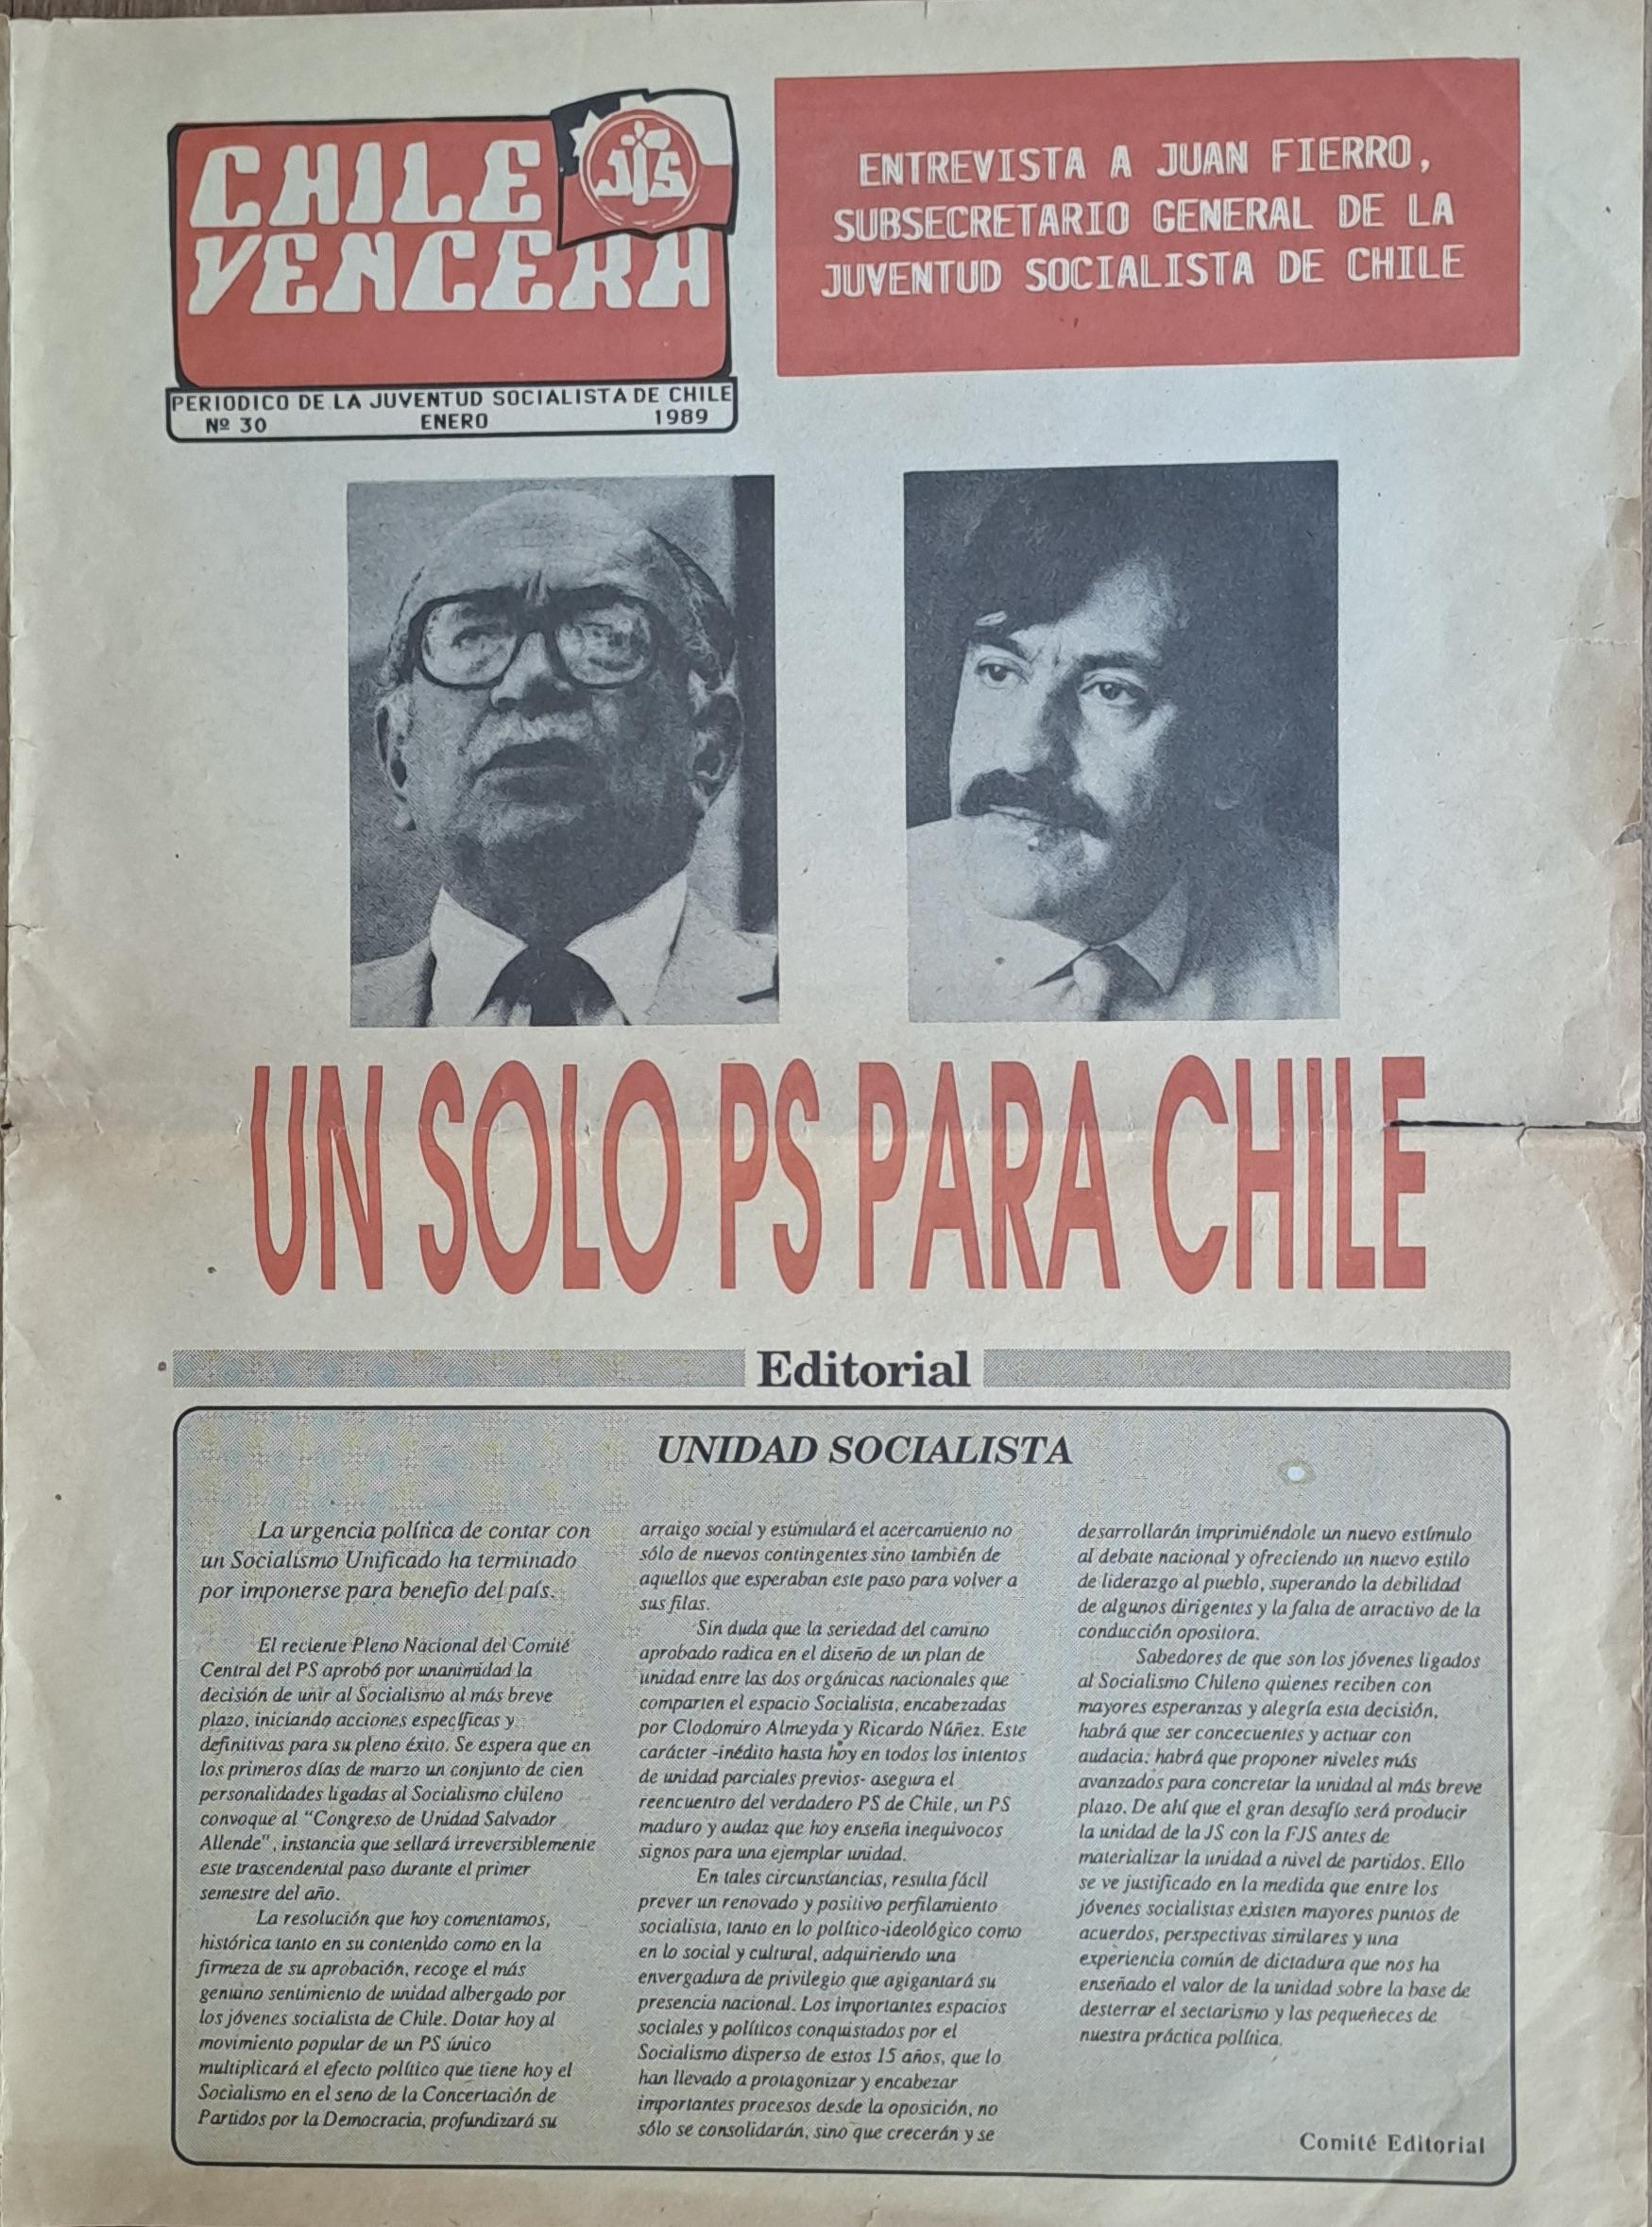 CHILE
VENCERA
JS
PERIODICO DE LA JUVENTUD SOCIALISTA DE CHILE
Nº 30 ENERO 1989
ENTREVISTA A JUAN FIERRO,
SUBSECRETARIO GENERAL DE LA
JUVENTUD SOCIALISTA DE CHILE
UN SOLO PS PARA CHILE
Editorial
UNIDAD SOCIALISTA
La urgencia política de contar con
un Socialismo Unificado ha terminado
por imponerse para benefio del país.
El reciente Pleno Nacional del Comité
Central del PS aprobó por unanimidad la
decisión de unir al Socialismo al más breve
plazo, iniciando acciones específicas y
definitivas para su pleno éxito. Se espera que en
los primeros días de marzo un conjunto de cien
personalidades ligadas al Socialismo chileno
convoque al "Congreso de Unidad Salvador
Allende", instancia que sellará irreversiblemente
este trascendental paso durante el primer
semestre del año.
La resolución que hoy comentamos,
histórica tanto en su contenido como en la
firmeza de su aprobación, recoge el más
genuino sentimiento de unidad albergado por
los jóvenes socialista de Chile. Dotar hoy al
movimiento popular de un PS único
multiplicará el efecto político que tiene hoy el
Socialismo en el seno de la Concertación de
Partidos por la Democracia, profundizará su
arraigo social y estimulará el acercamiento no
sólo de nuevos contingentes sino también de
aquellos que esperaban este paso para volver a
sus filas.
Sin duda que la seriedad del camino
aprobado radica en el diseño de un plan de
unidad entre las dos orgánicas nacionales que
comparten el espacio Socialista, encabezadas
por Clodomiro Almeyda y Ricardo Núñez. Este
carácter -inédito hasta hoy en todos los intentos
de unidad parciales previos- asegura el
reencuentro del verdadero PS de Chile, un PS
maduro y audaz que hoy enseña inequivocos
signos para una ejemplar unidad.
En tales circunstancias, resulta fácil
prever un renovado y positivo perfilamiento
socialista, tanto en lo político-ideológico como
en lo social y cultural, adquiriendo una
envergadura de privilegio que agigantará su
presencia nacional. Los importantes espacios
sociales y políticos conquistados por el
Socialismo disperso de estos 15 años, que lo
han llevado a protagonizar y encabezar
importantes procesos desde la oposición, no
sólo se consolidarán, sino que crecerán y se
desarrollarán imprimiéndole un nuevo estímulo
al debate nacional y ofreciendo un nuevo estilo
de liderazgo al pueblo, superando la debilidad
de algunos dirigentes y la falta de atractivo de la
conducción opositora.
Sabedores de que son los jóvenes ligados
al Socialismo Chileno quienes reciben con
mayores esperanzas y alegría esta decisión,
habrá que ser concecuentes y actuar con
audacia: habrá que proponer niveles más
avanzados para concretar la unidad al más breve
plazo. De ahí que el gran desafío será producir
la unidad de la JS con la FJS antes de
materializar la unidad a nivel de partidos. Ello
se ve justificado en la medida que entre los
jóvenes socialistas existen mayores puntos de
acuerdos, perspectivas similares y una
experiencia común de dictadura que nos ha
enseñado el valor de la unidad sobre la base de
desterrar el sectarismo y las pequeñeces de
nuestra práctica política.
Comité Editorial